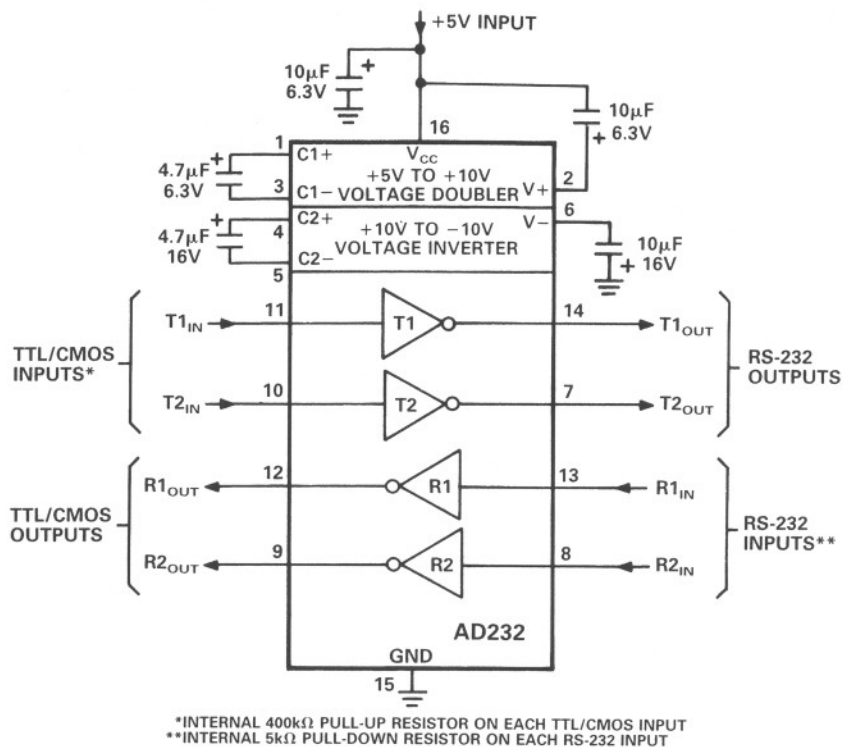 +5V INPUT
10µF
6.3V
+
10µF
6.3V
+
16
VCC
1
C1+
4.7µF
6.3V
+
3
C1−
+5V TO +10V
VOLTAGE DOUBLER
V+
2
C2+
4
4.7µF
16V
+
C2−
5
+10V TO −10V
VOLTAGE INVERTER
V−
6
10µF
16V
+
TTL/CMOS
INPUTS*
T1IN
11
T1
14
T1OUT
T2IN
10
T2
7
T2OUT
RS-232
OUTPUTS
TTL/CMOS
OUTPUTS
R1OUT
12
R1
13
R1IN
R2OUT
9
R2
8
R2IN
RS-232
INPUTS**
AD232
GND
15
*INTERNAL 400kΩ PULL-UP RESISTOR ON EACH TTL/CMOS INPUT
**INTERNAL 5kΩ PULL-DOWN RESISTOR ON EACH RS-232 INPUT